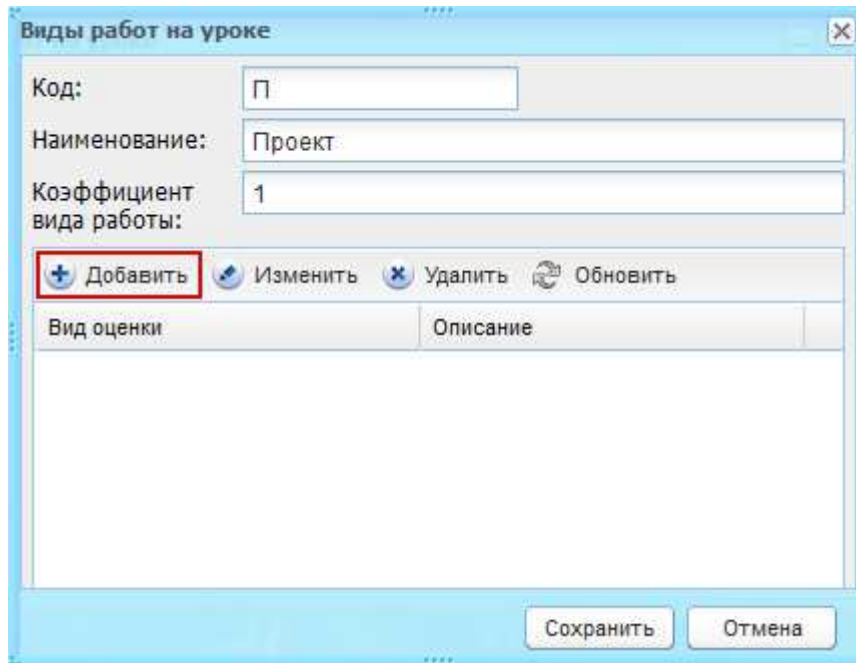 Виды работ на уроке
Код: П
Наименование: Проект
Коэффициент вида работы: 1
Добавить Изменить Удалить Обновить
Вид оценки Описание
Сохранить Отмена